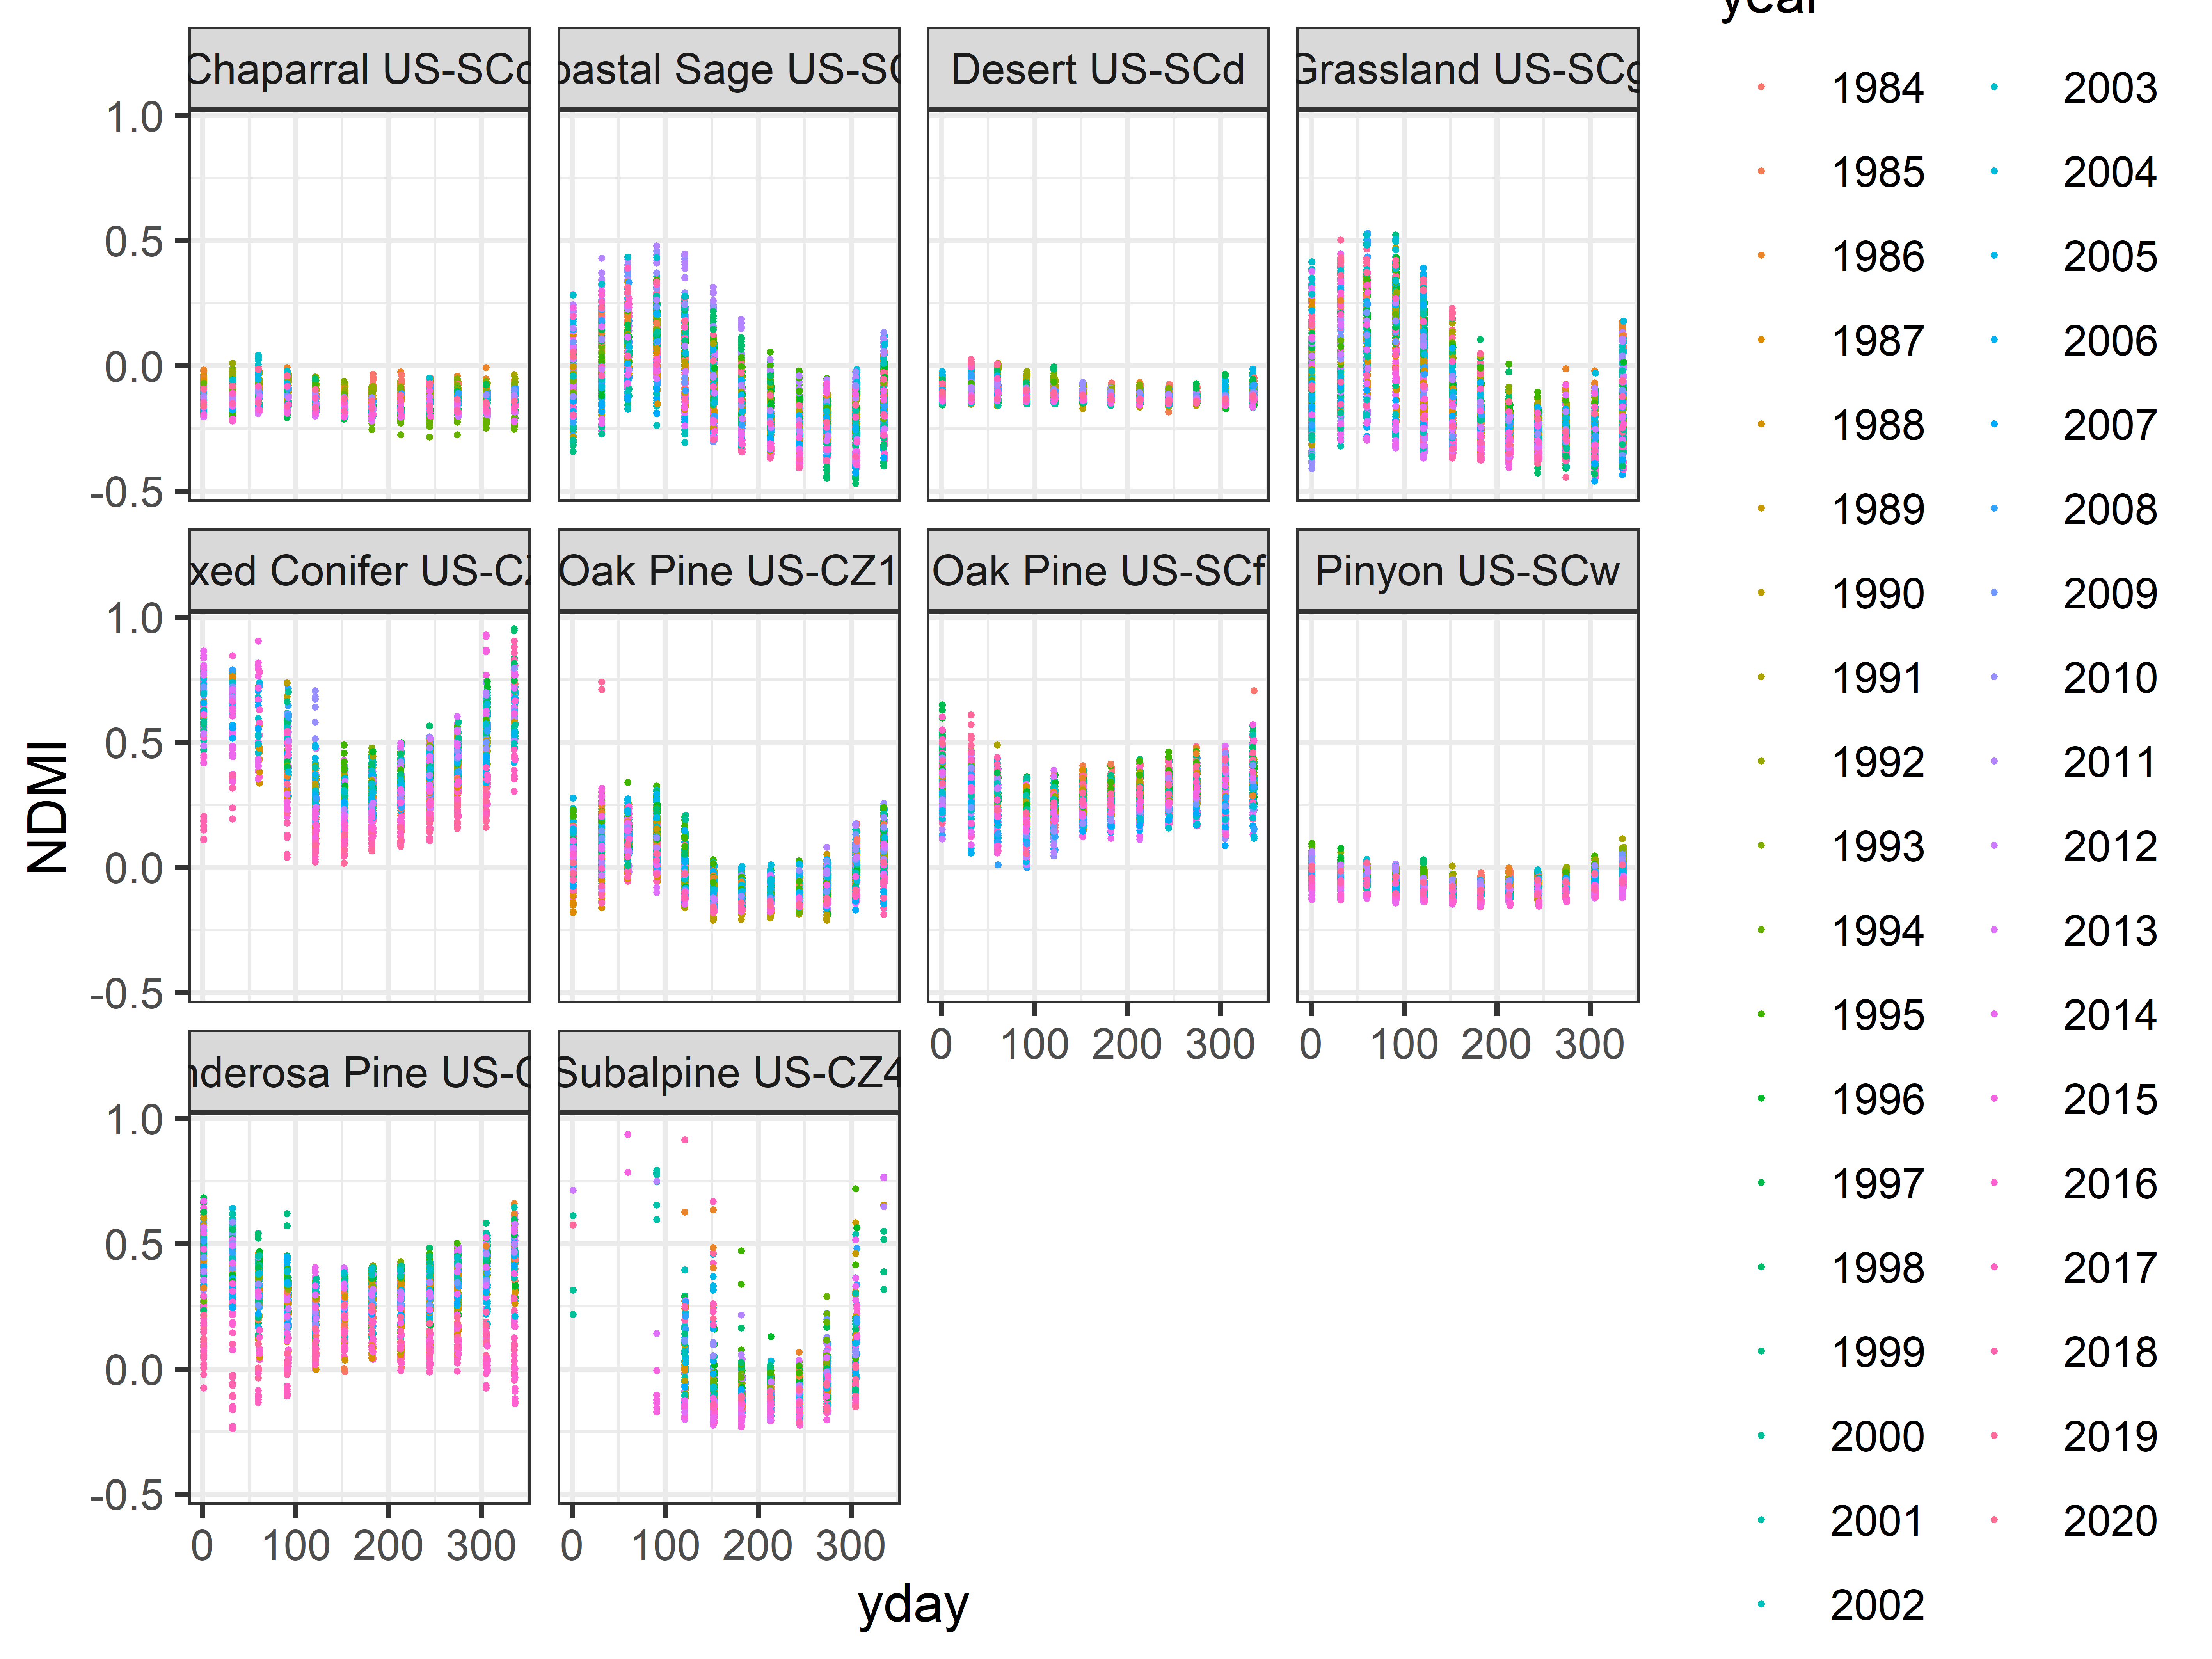 year
Chaparral US-SCc
oastal Sage US-SC
Desert US-SCd
Grassland US-SCg
1.0
0.5
0.0
-0.5
xed Conifer US-CZ
Oak Pine US-CZ1
Oak Pine US-SCf
Pinyon US-SCw
1.0
0.5
0.0
-0.5
0 100 200 300
0 100 200 300
nderosa Pine US-C
Subalpine US-CZ4
1.0
0.5
0.0
-0.5
0 100 200 300
0 100 200 300
NDMI
yday
1984
1985
1986
1987
1988
1989
1990
1991
1992
1993
1994
1995
1996
1997
1998
1999
2000
2001
2002
2003
2004
2005
2006
2007
2008
2009
2010
2011
2012
2013
2014
2015
2016
2017
2018
2019
2020